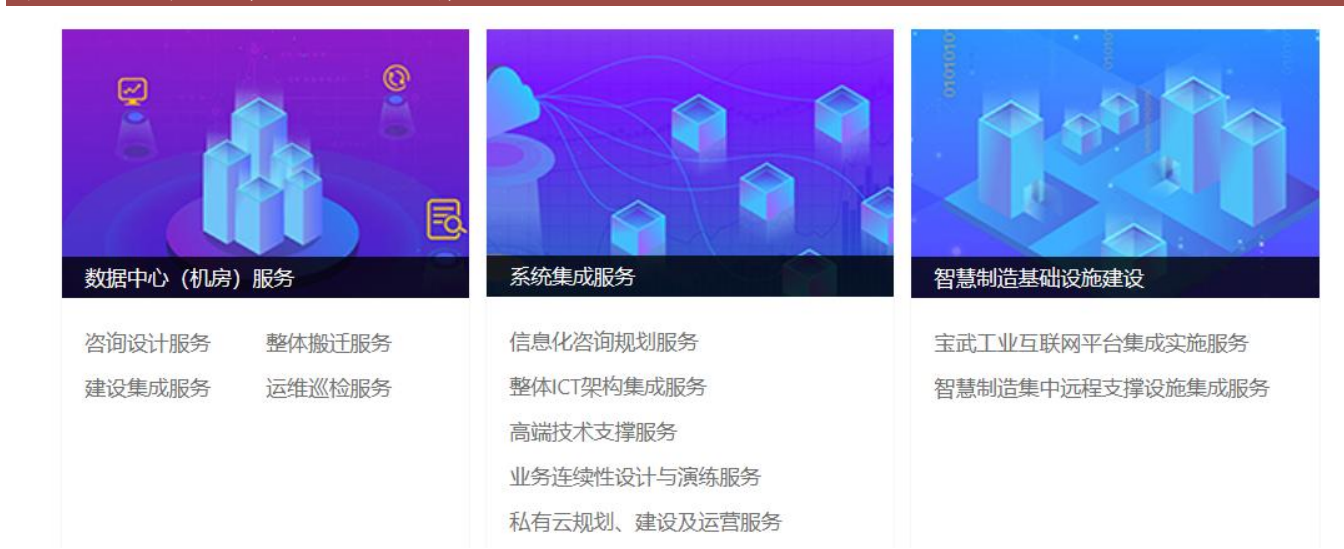 数据中心（机房）服务
咨询设计服务 整体搬迁服务
建设集成服务 运维巡检服务
系统集成服务
信息化咨询规划服务
整体ICT架构集成服务
高端技术支撑服务
业务连续性设计与演练服务
私有云规划、建设及运营服务
0101010
智慧制造基础设施建设
宝武工业互联网平台集成实施服务
智慧制造集中远程支撑设施集成服务